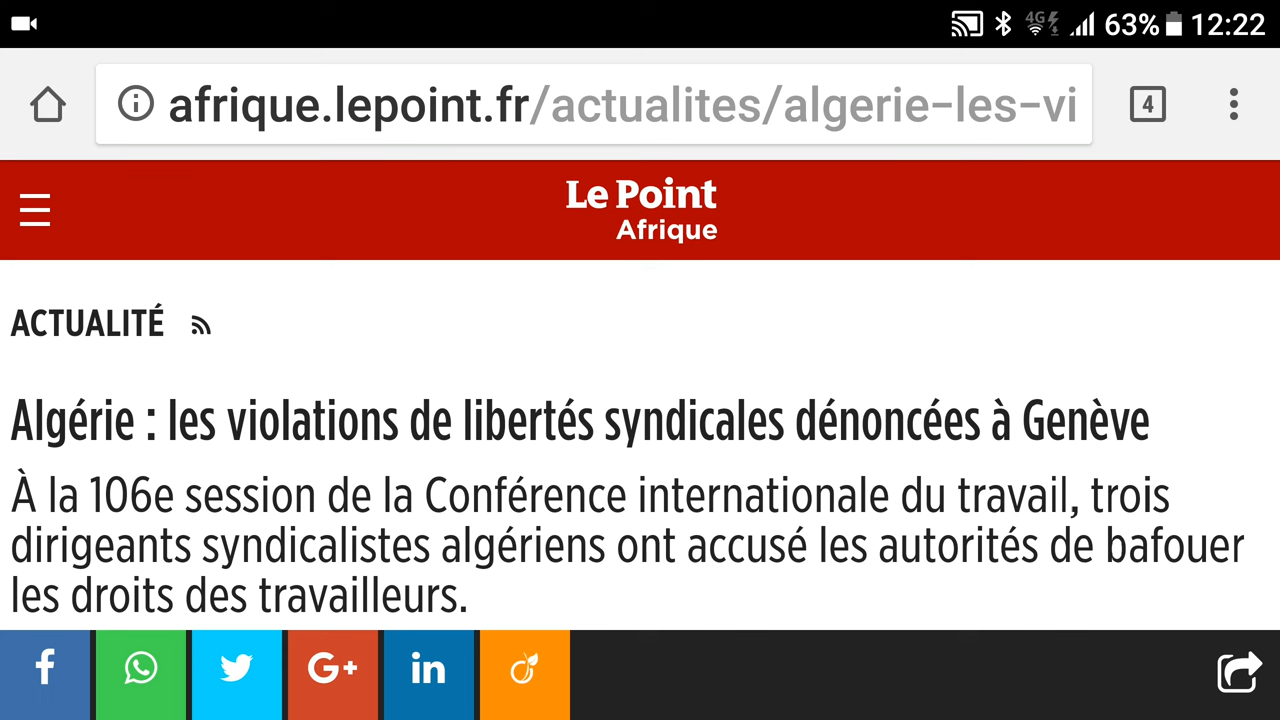 63% 12:22
afrique.lepoint.fr/actualites/algerie-les-vi 4
Le Point
Afrique
ACTUALITÉ
Algérie : les violations de libertés syndicales dénoncées à Genève
À la 106e session de la Conférence internationale du travail, trois
dirigeants syndicalistes algériens ont accusé les autorités de bafouer
les droits des travailleurs.
f G+ in